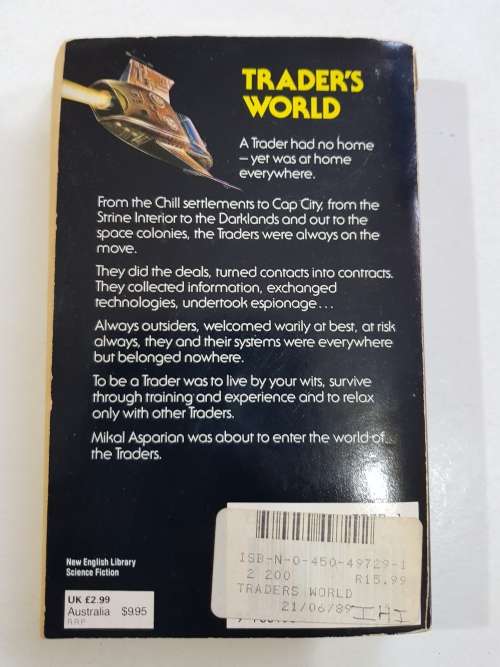 TRADER'S
WORLD
A Trader had no home
– yet was at home
everywhere.
From the Chill settlements to Cap City, from the
Strine Interior to the Darklands and out to the
space colonies, the Traders were always on the
move.
They did the deals, turned contacts into contracts.
They collected information, exchanged
technologies, undertook espionage...
Always outsiders, welcomed warily at best, at risk
always, they and their systems were everywhere
but belonged nowhere.
To be a Trader was to live by your wits, survive
through training and experience and to relax
only with other Traders.
Mikal Asparian was about to enter the world of
the Traders.
New English Library
Science Fiction
UK £2.99
Australia $9.95
RRP
ISB-N-0-450-49729-1
2 200 R15.99
TRADERS WORLD
21/06/89